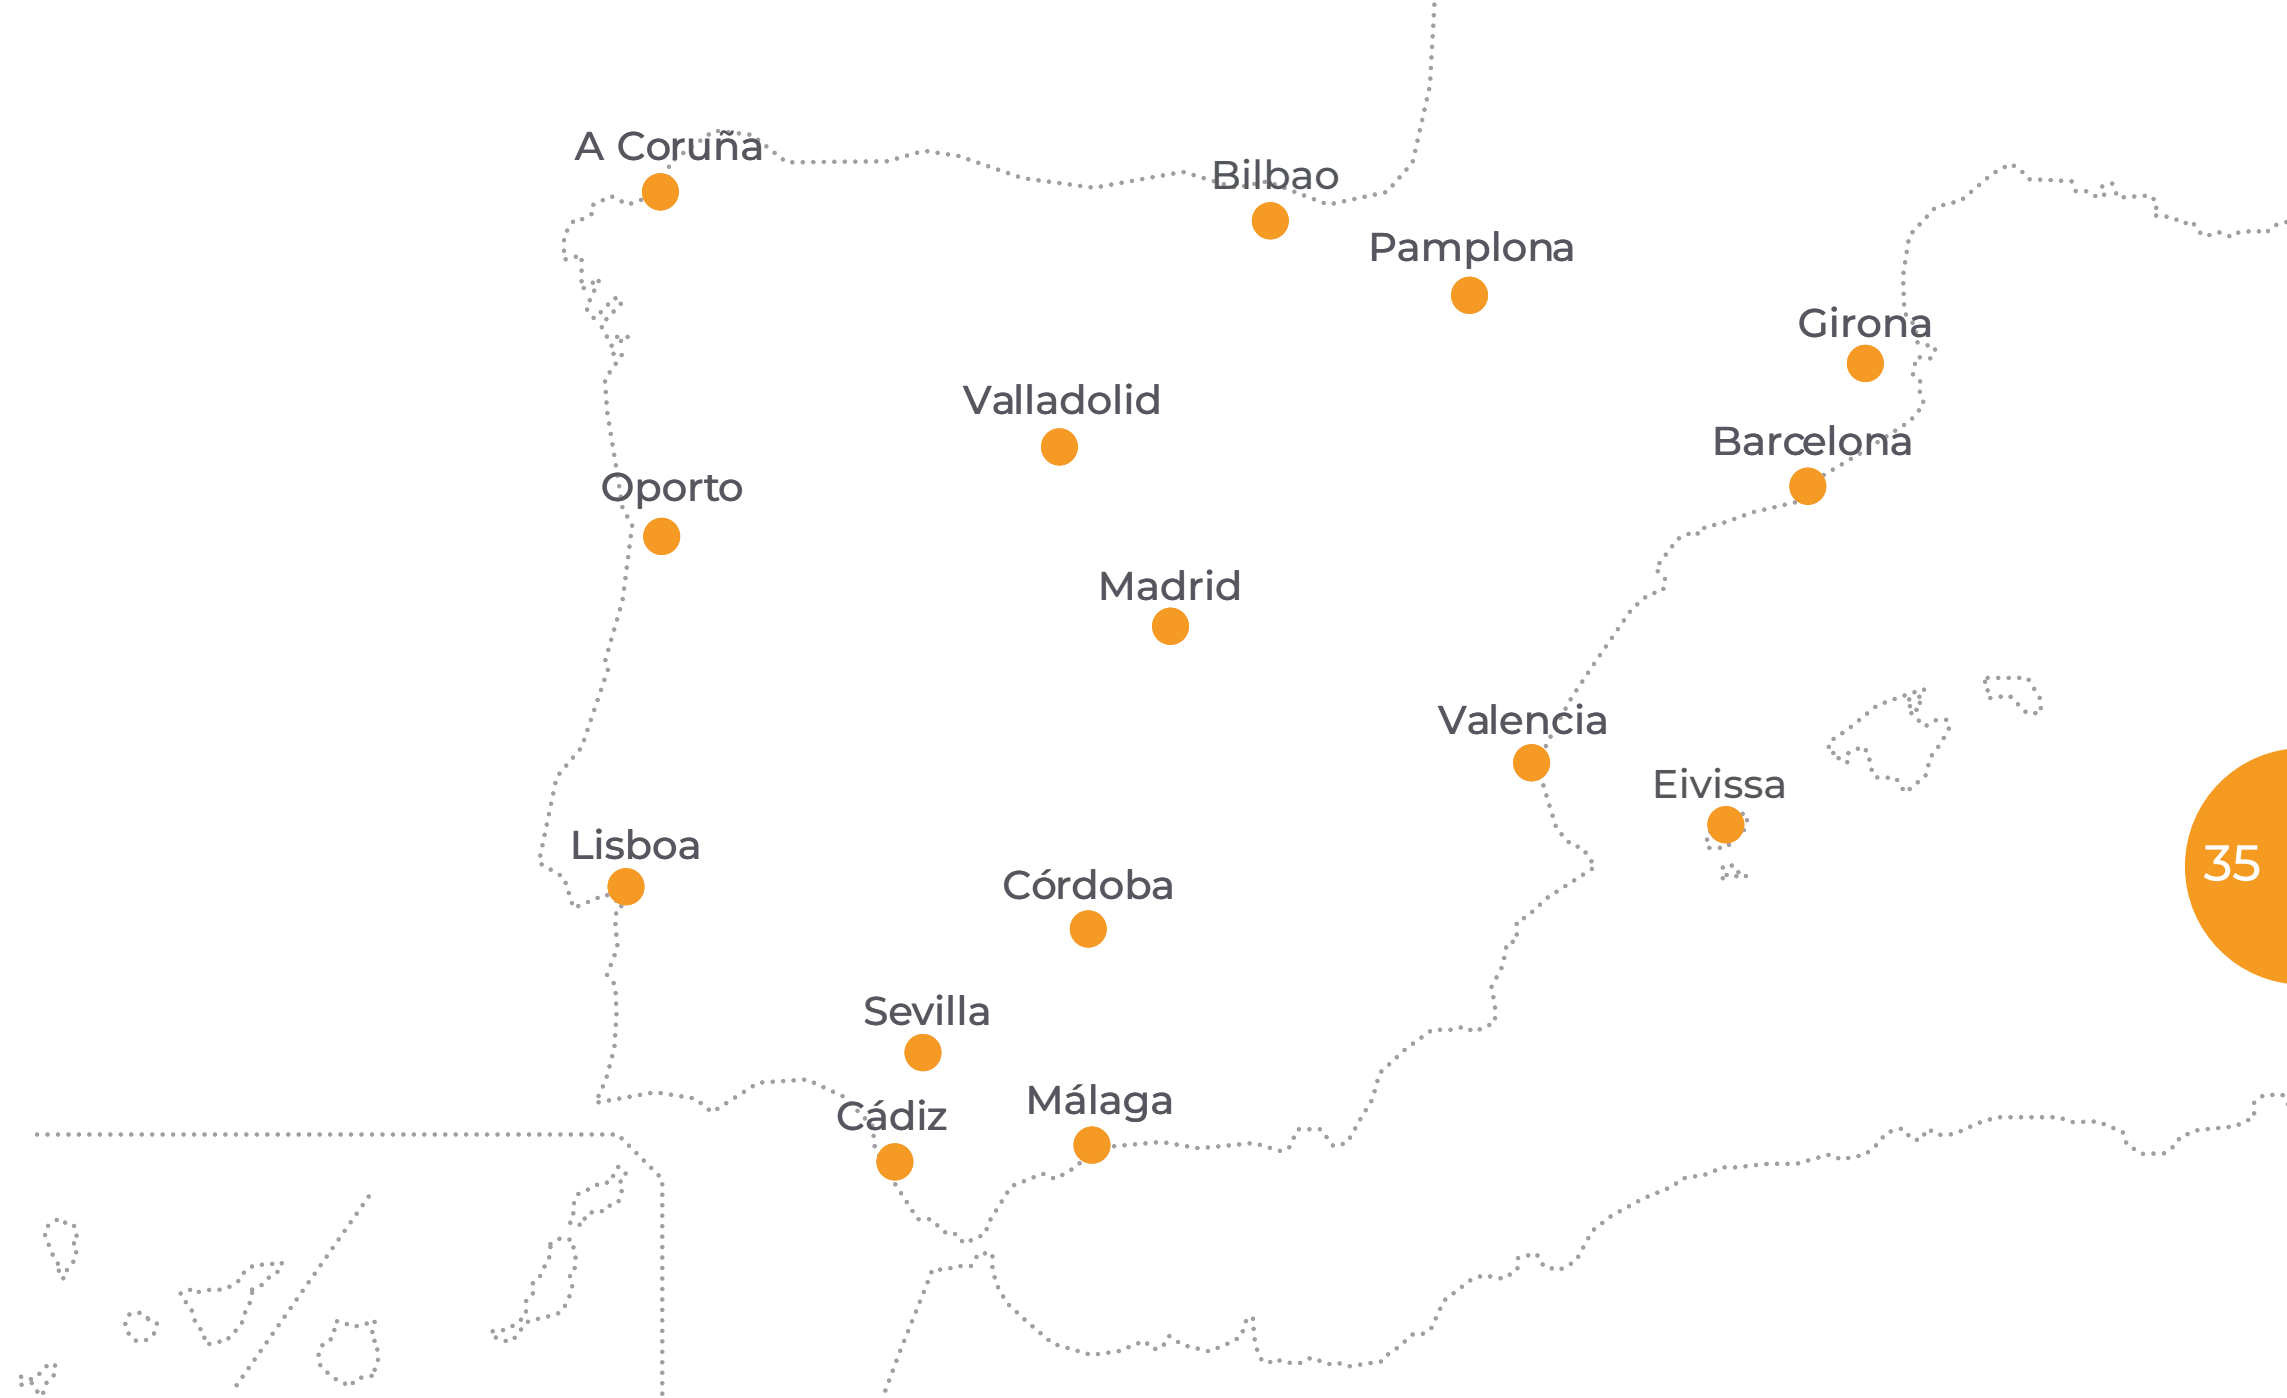 A Coruña
Bilbao
Pamplona
Girona
Valladolid
Barcelona
Oporto
Madrid
Valencia
Eivissa
Lisboa
35
Córdoba
Sevilla
Málaga
Cádiz